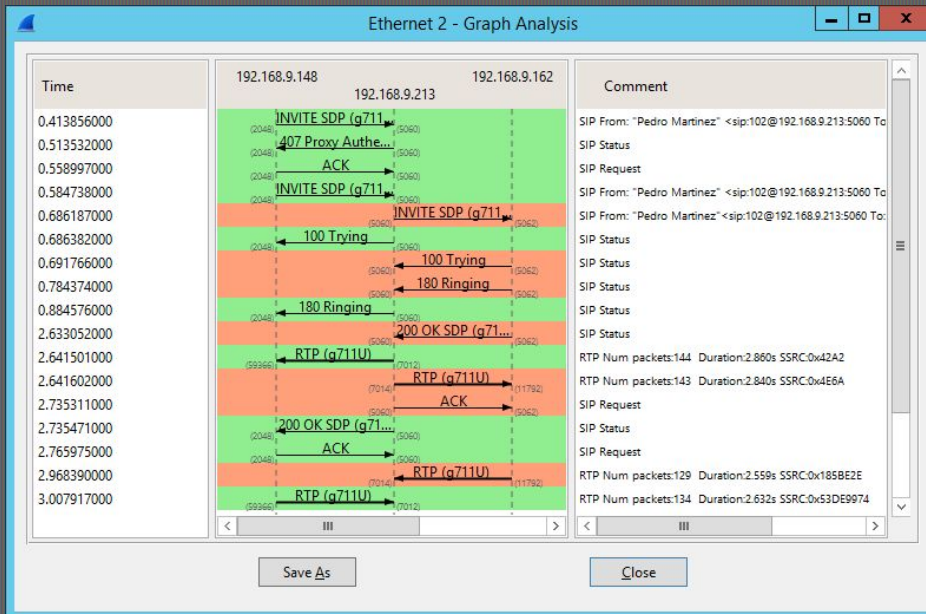 Ethernet 2 - Graph Analysis
Time
192.168.9.148 192.168.9.162
192.168.9.213
Comment
0.413856000 INVITE SDP (g711... (2048) (5060) SIP From: "Pedro Martinez" <sip:102@192.168.9.213:5060 To
0.513532000 407 Proxy Authe... (2048) (5060) SIP Status
0.558997000 ACK (2048) (5060) SIP Request
0.584738000 INVITE SDP (g711... (2048) (5060) SIP From: "Pedro Martinez" <sip:102@192.168.9.213:5060 To
0.686187000 INVITE SDP (g711... (5060) (5062) SIP From: "Pedro Martinez"<sip:102@192.168.9.213:5060 To:
0.686382000 100 Trying (2048) (5060) SIP Status
0.691766000 100 Trying (5060) (5062) SIP Status
0.784374000 180 Ringing (5060) (5062) SIP Status
0.884576000 180 Ringing (2048) (5060) SIP Status
2.633052000 200 OK SDP (g71... (5060) (5062) SIP Status
2.641501000 RTP (g711U) (59366) (7012) RTP Num packets:144 Duration:2.860s SSRC:0x42A2
2.641602000 RTP (g711U) (7014) (11792) RTP Num packets:143 Duration:2.840s SSRC:0x4E6A
2.735311000 ACK (5060) (5062) SIP Request
2.735471000 200 OK SDP (g71... (2048) (5060) SIP Status
2.765975000 ACK (2048) (5060) SIP Request
2.968390000 RTP (g711U) (7014) (11792) RTP Num packets:129 Duration:2.559s SSRC:0x185BE2E
3.007917000 RTP (g711U) (59366) (7012) RTP Num packets:134 Duration:2.632s SSRC:0x53DE9974
Save As Close